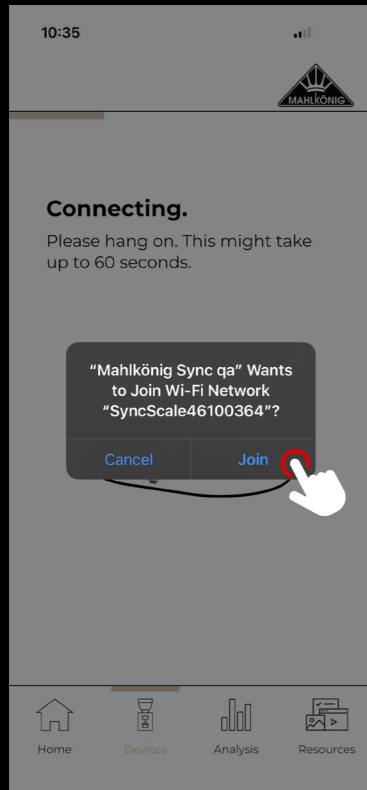 10:35
MAHLKÖNIG
Connecting.
Please hang on. This might take
up to 60 seconds.
“Mahlkönig Sync qa” Wants
to Join Wi-Fi Network
“SyncScale46100364”?
Cancel Join
Home Devices Analysis Resources